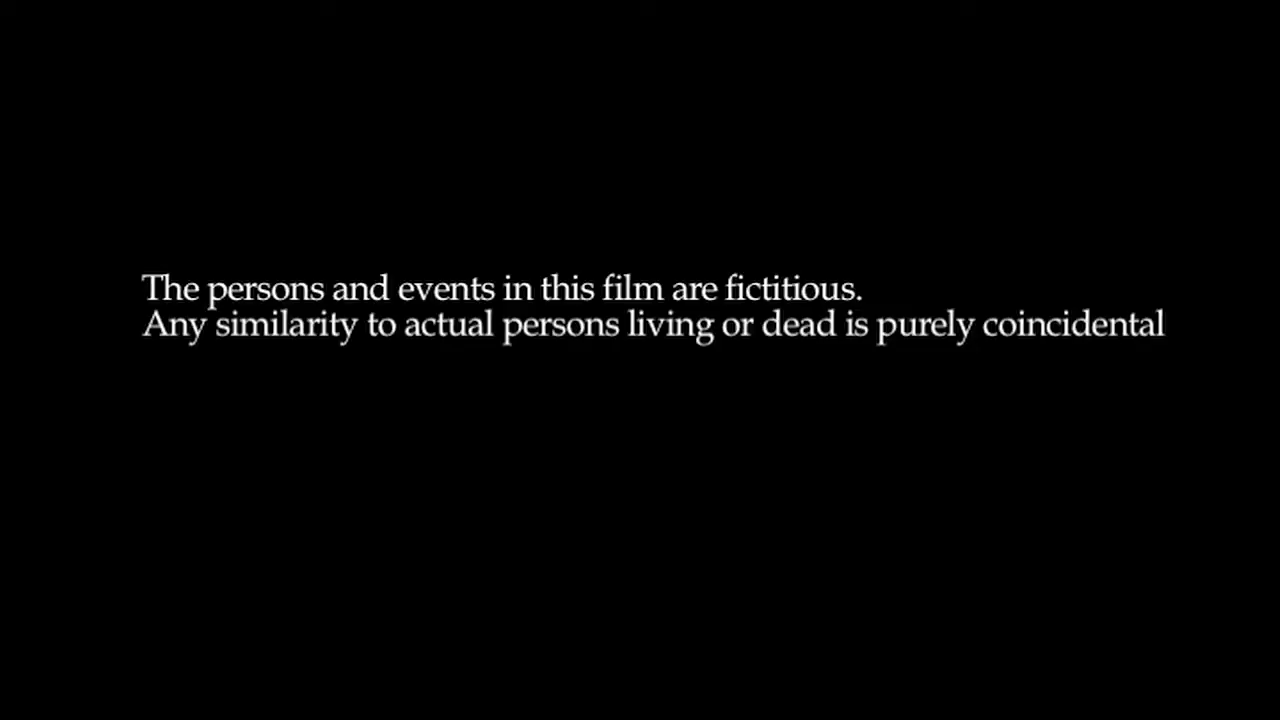 The persons and events in this film are fictitious.
Any similarity to actual persons living or dead is purely coincidental